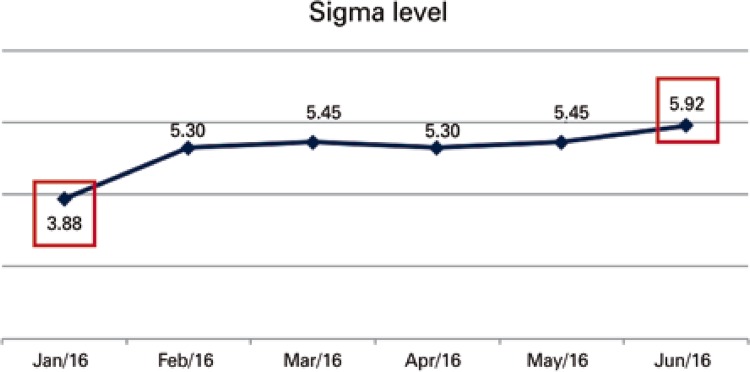 Sigma level
3.88
5.30
5.45
5.30
5.45
5.92
Jan/16
Feb/16
Mar/16
Apr/16
May/16
Jun/16